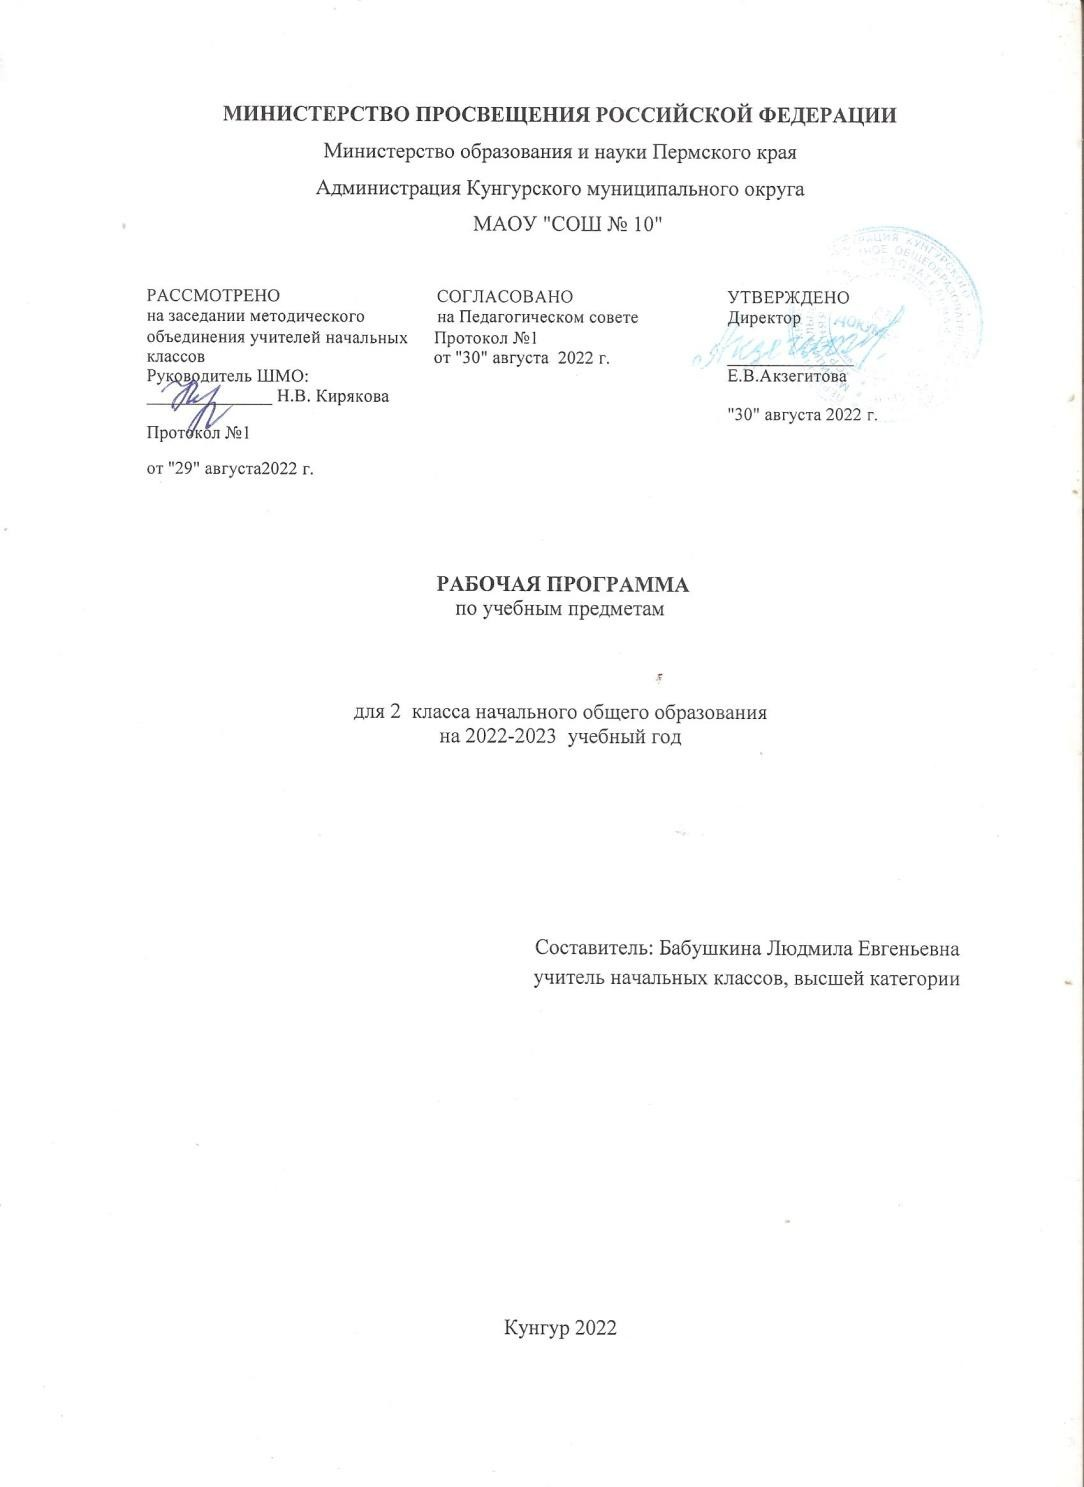 МИНИСТЕРСТВО ПРОСВЕЩЕНИЯ РОССИЙСКОЙ ФЕДЕРАЦИИ
Министерство образования и науки Пермского края
Администрация Кунгурского муниципального округа
МАОУ "СОШ № 10"
РАССМОТРЕНО
на заседании методического
объединения учителей начальных
классов
Руководитель ШМО:
______________ Н.В. Кирякова
Протокол №1
от "29" августа2022 г.
СОГЛАСОВАНО
на Педагогическом совете
Протокол №1
от "30" августа  2022 г.
УТВЕРЖДЕНО
Директор
______________
Е.В.Акзегитова
"30" августа 2022 г.
РАБОЧАЯ ПРОГРАММА
по учебным предметам
для 2  класса начального общего образования
на 2022-2023  учебный год
Составитель: Бабушкина Людмила Евгеньевна
учитель начальных классов, высшей категории
Кунгур 2022